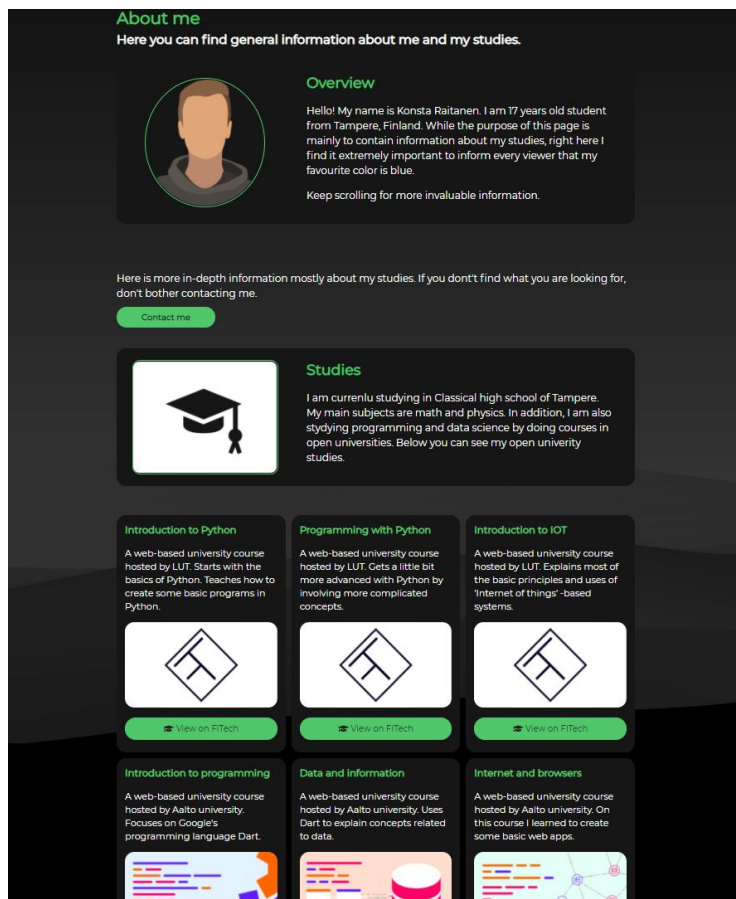 About me
Here you can find general information about me and my studies.
Overview
Hello! My name is Konsta Raitanen. I am 17 years old student
from Tampere, Finland. While the purpose of this page is
mainly to contain information about my studies, right here I
find it extremely important to inform every viewer that my
favourite color is blue.
Keep scrolling for more invaluable information.
Here is more in-depth information mostly about my studies. If you dont't find what you are looking for,
don't bother contacting me.
Contact me
Studies
I am currenlu studying in Classical high school of Tampere.
My main subjects are math and physics. In addition, I am also
stydying programming and data science by doing courses in
open universities. Below you can see my open univerity
studies.
Introduction to Python
A web-based university course
hosted by LUT. Starts with the
basics of Python. Teaches how to
create some basic programs in
Python.
View on FITech
Programming with Python
A web-based university course
hosted by LUT. Gets a little bit
more advanced with Python by
involving more complicated
concepts.
View on FITech
Introduction to IOT
A web-based university course
hosted by LUT. Explains most of
the basic principles and uses of
'Internet of things' -based
systems.
View on FITech
Introduction to programming
A web-based university course
hosted by Aalto university.
Focuses on Google's
programming language Dart.
Data and information
A web-based university course
hosted by Aalto university. Uses
Dart to explain concepts related
to data.
Internet and browsers
A web-based university course
hosted by Aalto university. On
this course I learned to create
some basic web apps.